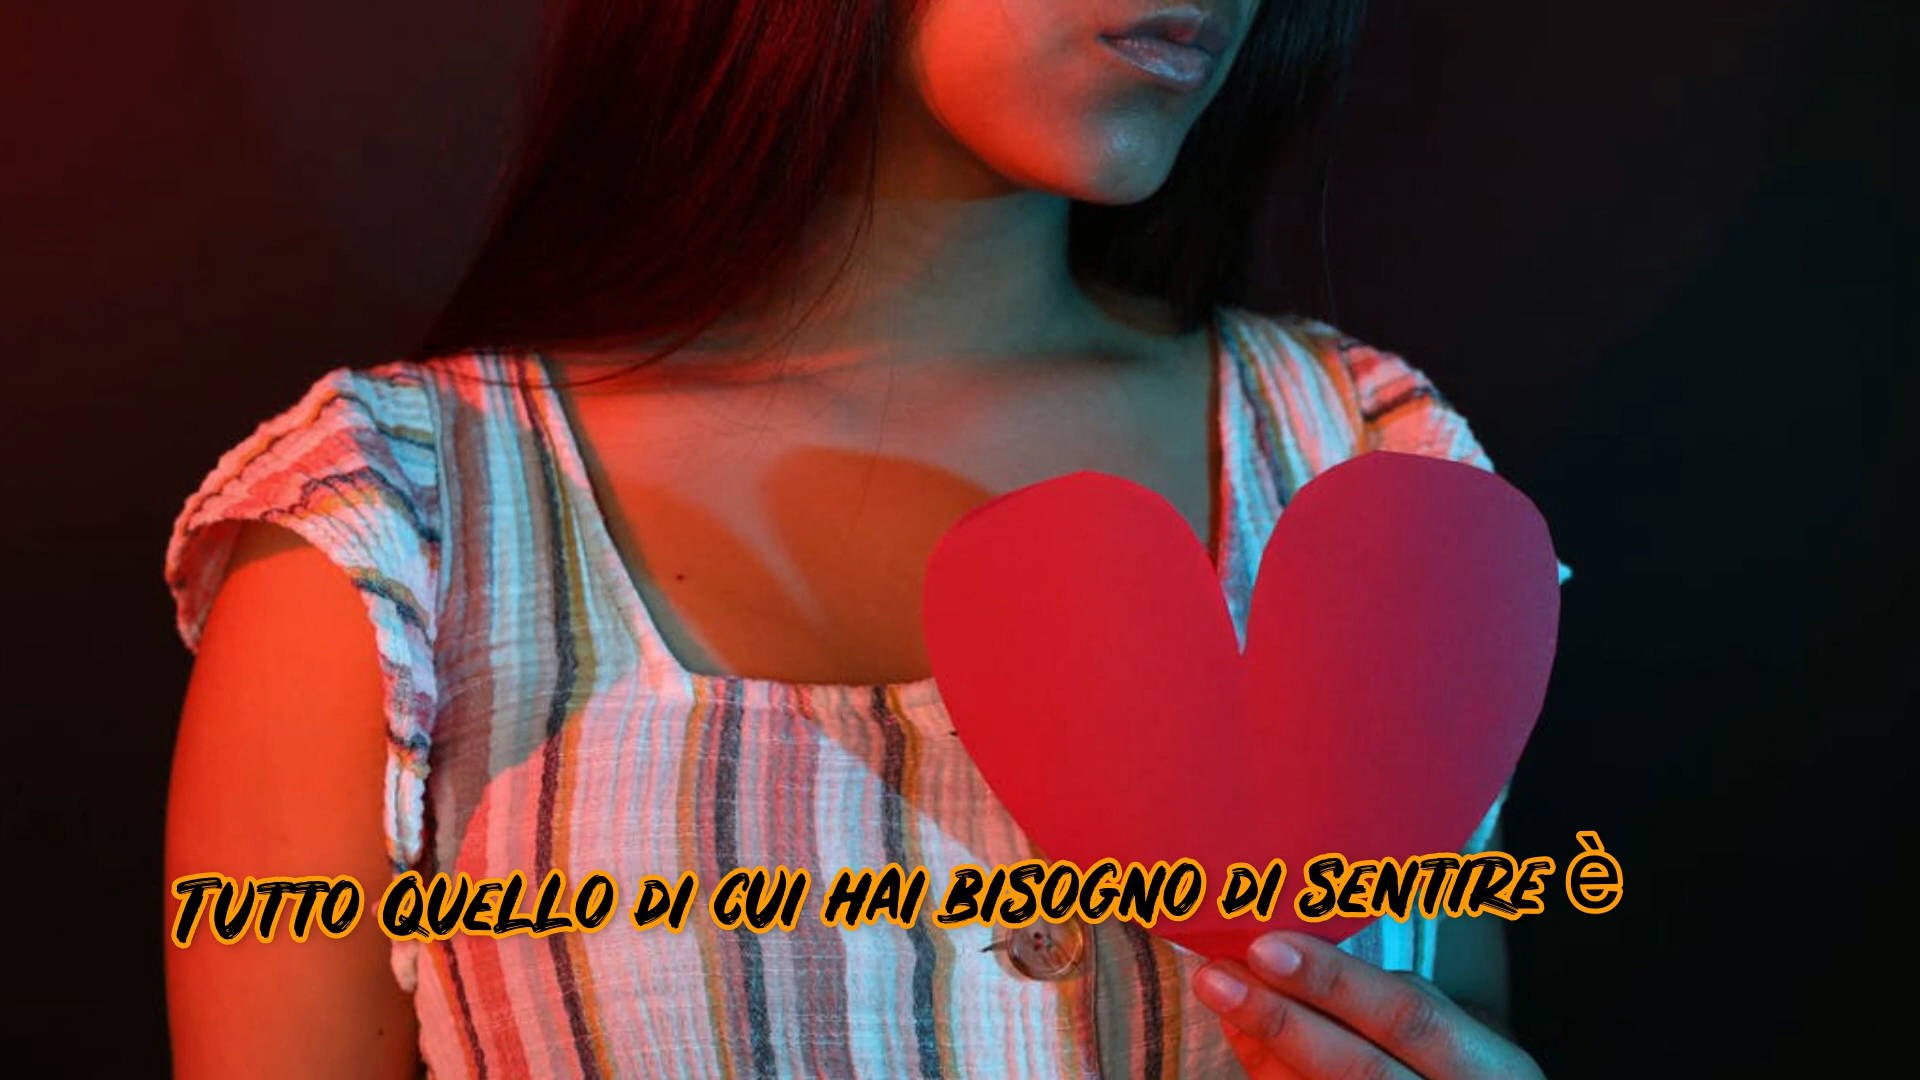 TUTTO QUELLO DI CUI HAI BISOGNO DI SENTIRE è